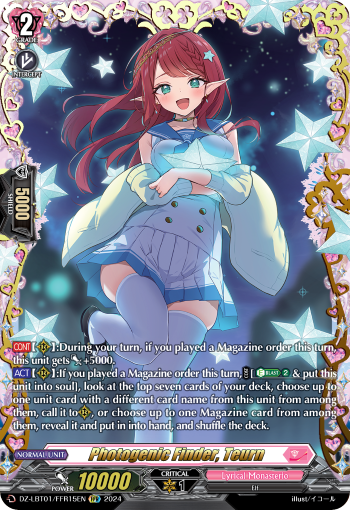 2
GRADE
INTERCEPT
5000
SHIELD
CONT [ ]:During your turn, if you played a Magazine order this turn,
this unit gets +5000.
ACT [ ]:If you played a Magazine order this turn, COST [ -BLAST 2 & put this
unit into soul], look at the top seven cards of your deck, choose up to
one unit card with a different card name from this unit from among
them, call it to , or choose up to one Magazine card from among
them, reveal it and put in into hand, and shuffle the deck.
NORMAL UNIT
Photogenic Finder, Teurn
POWER 10000
CRITICAL
1
Lyrical Monasterio
Elf
D DZ-LBT01/FFR15EN FFR 2024
illust/イコール